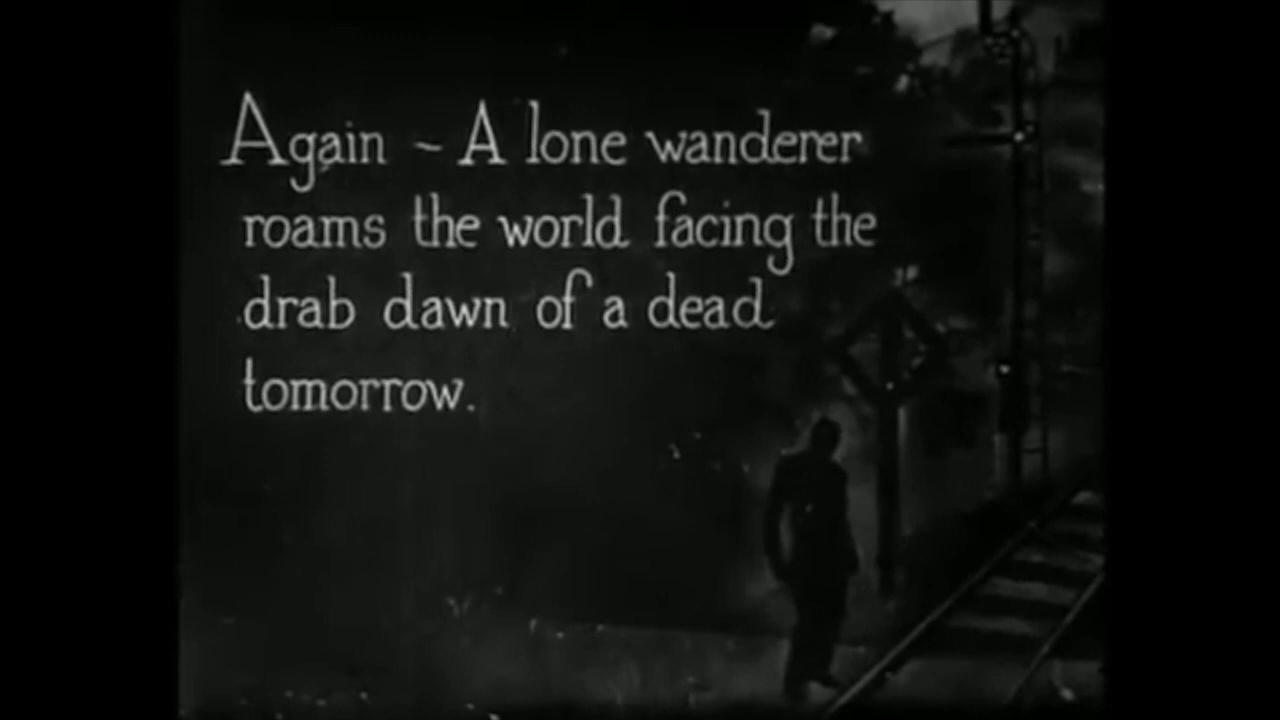 Again ~ A lone wanderer
roams the world facing the
drab dawn of a dead
tomorrow.